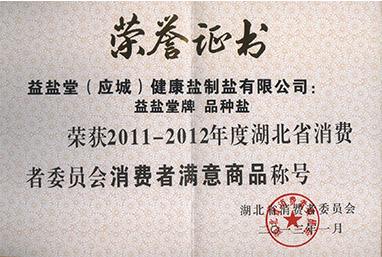 荣誉证书
益盐堂（应城）健康盐制盐有限公司：
益盐堂牌 品种盐
荣获2011-2012年度湖北省消费
者委员会消费者满意商品称号
湖北省消费者委员会
二〇一三年一月